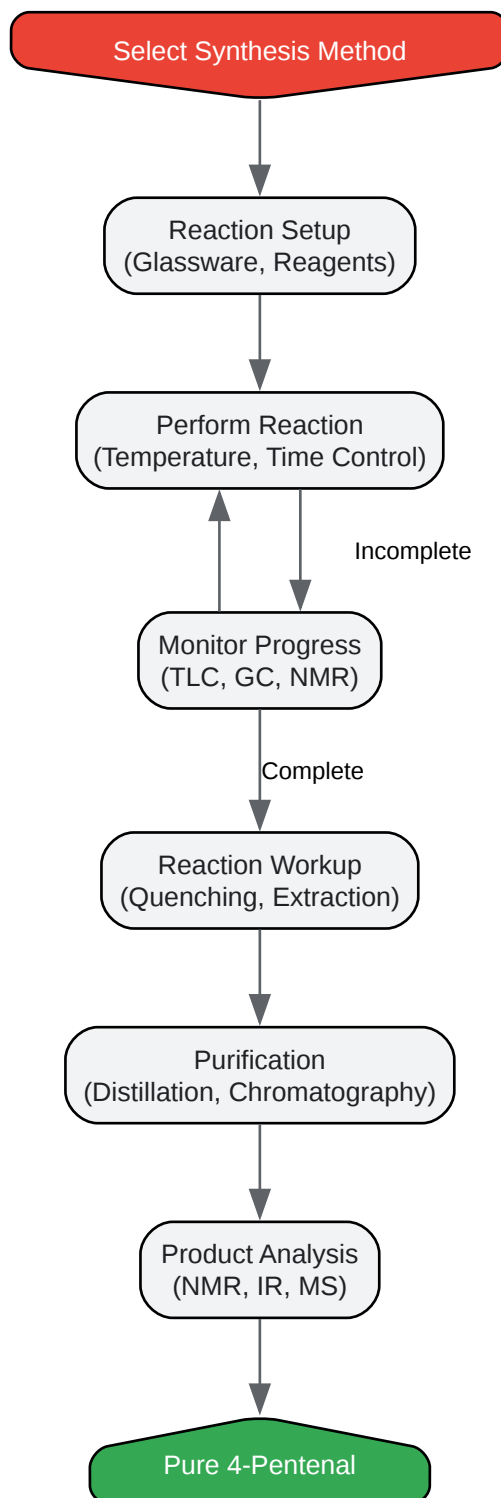 Select Synthesis Method
Reaction Setup
(Glassware, Reagents)
Perform Reaction
(Temperature, Time Control)
Incomplete
Monitor Progress
(TLC, GC, NMR)
Complete
Reaction Workup
(Quenching, Extraction)
Purification
(Distillation, Chromatography)
Product Analysis
(NMR, IR, MS)
Pure 4-Pentenal